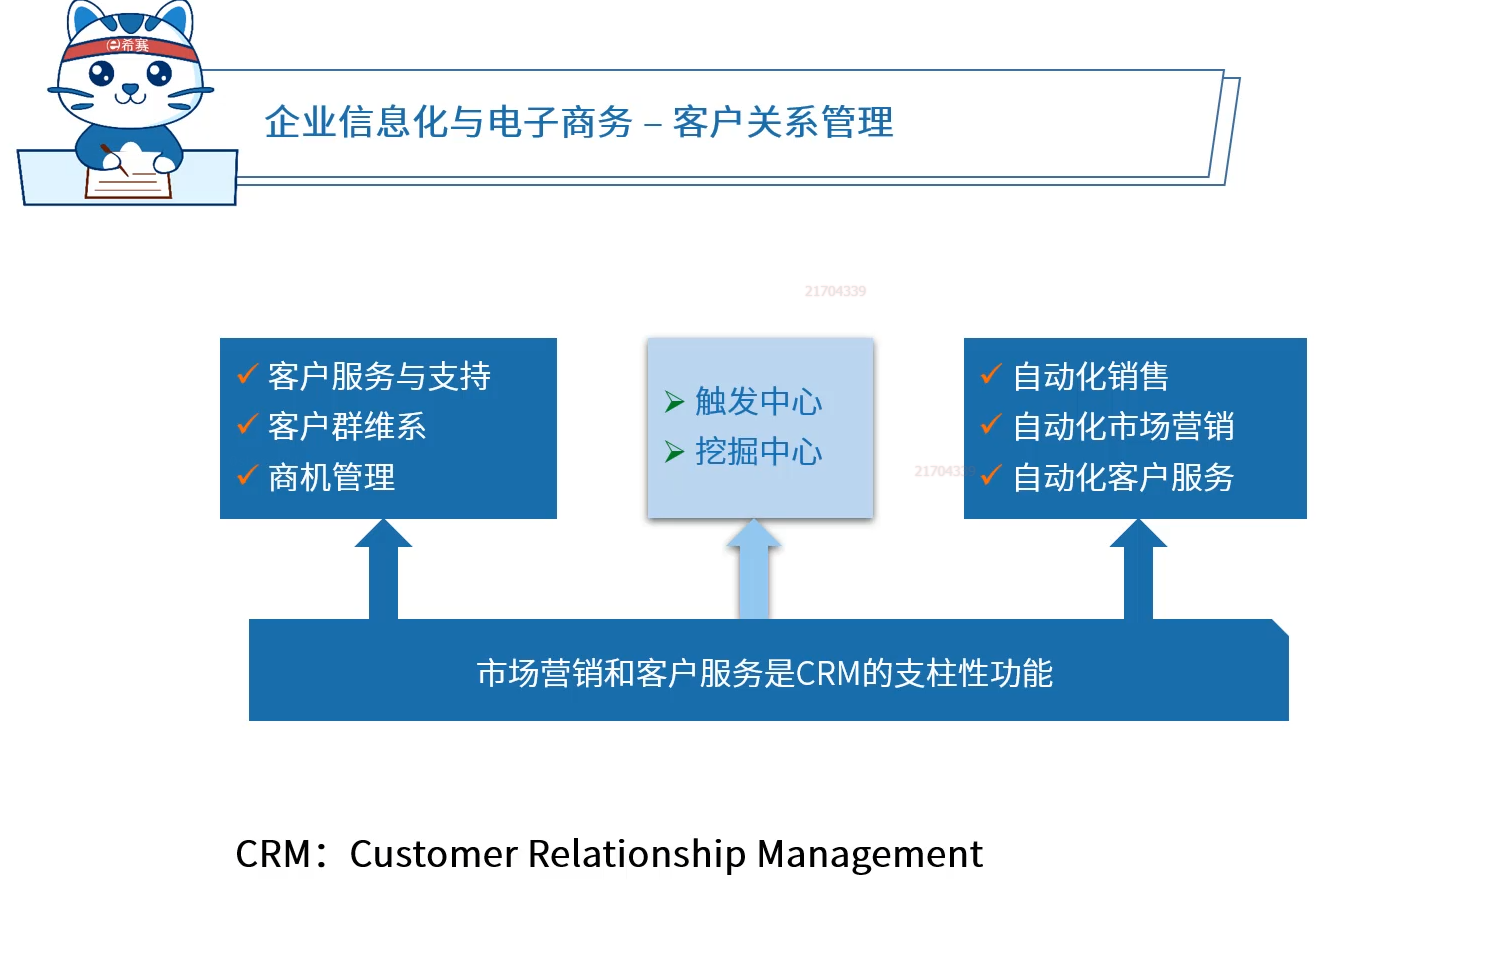 e希赛
企业信息化与电子商务 – 客户关系管理
21704339
客户服务与支持
客户群维系
商机管理
触发中心
挖掘中心
21704339
自动化销售
自动化市场营销
自动化客户服务
市场营销和客户服务是CRM的支柱性功能
CRM：Customer Relationship Management